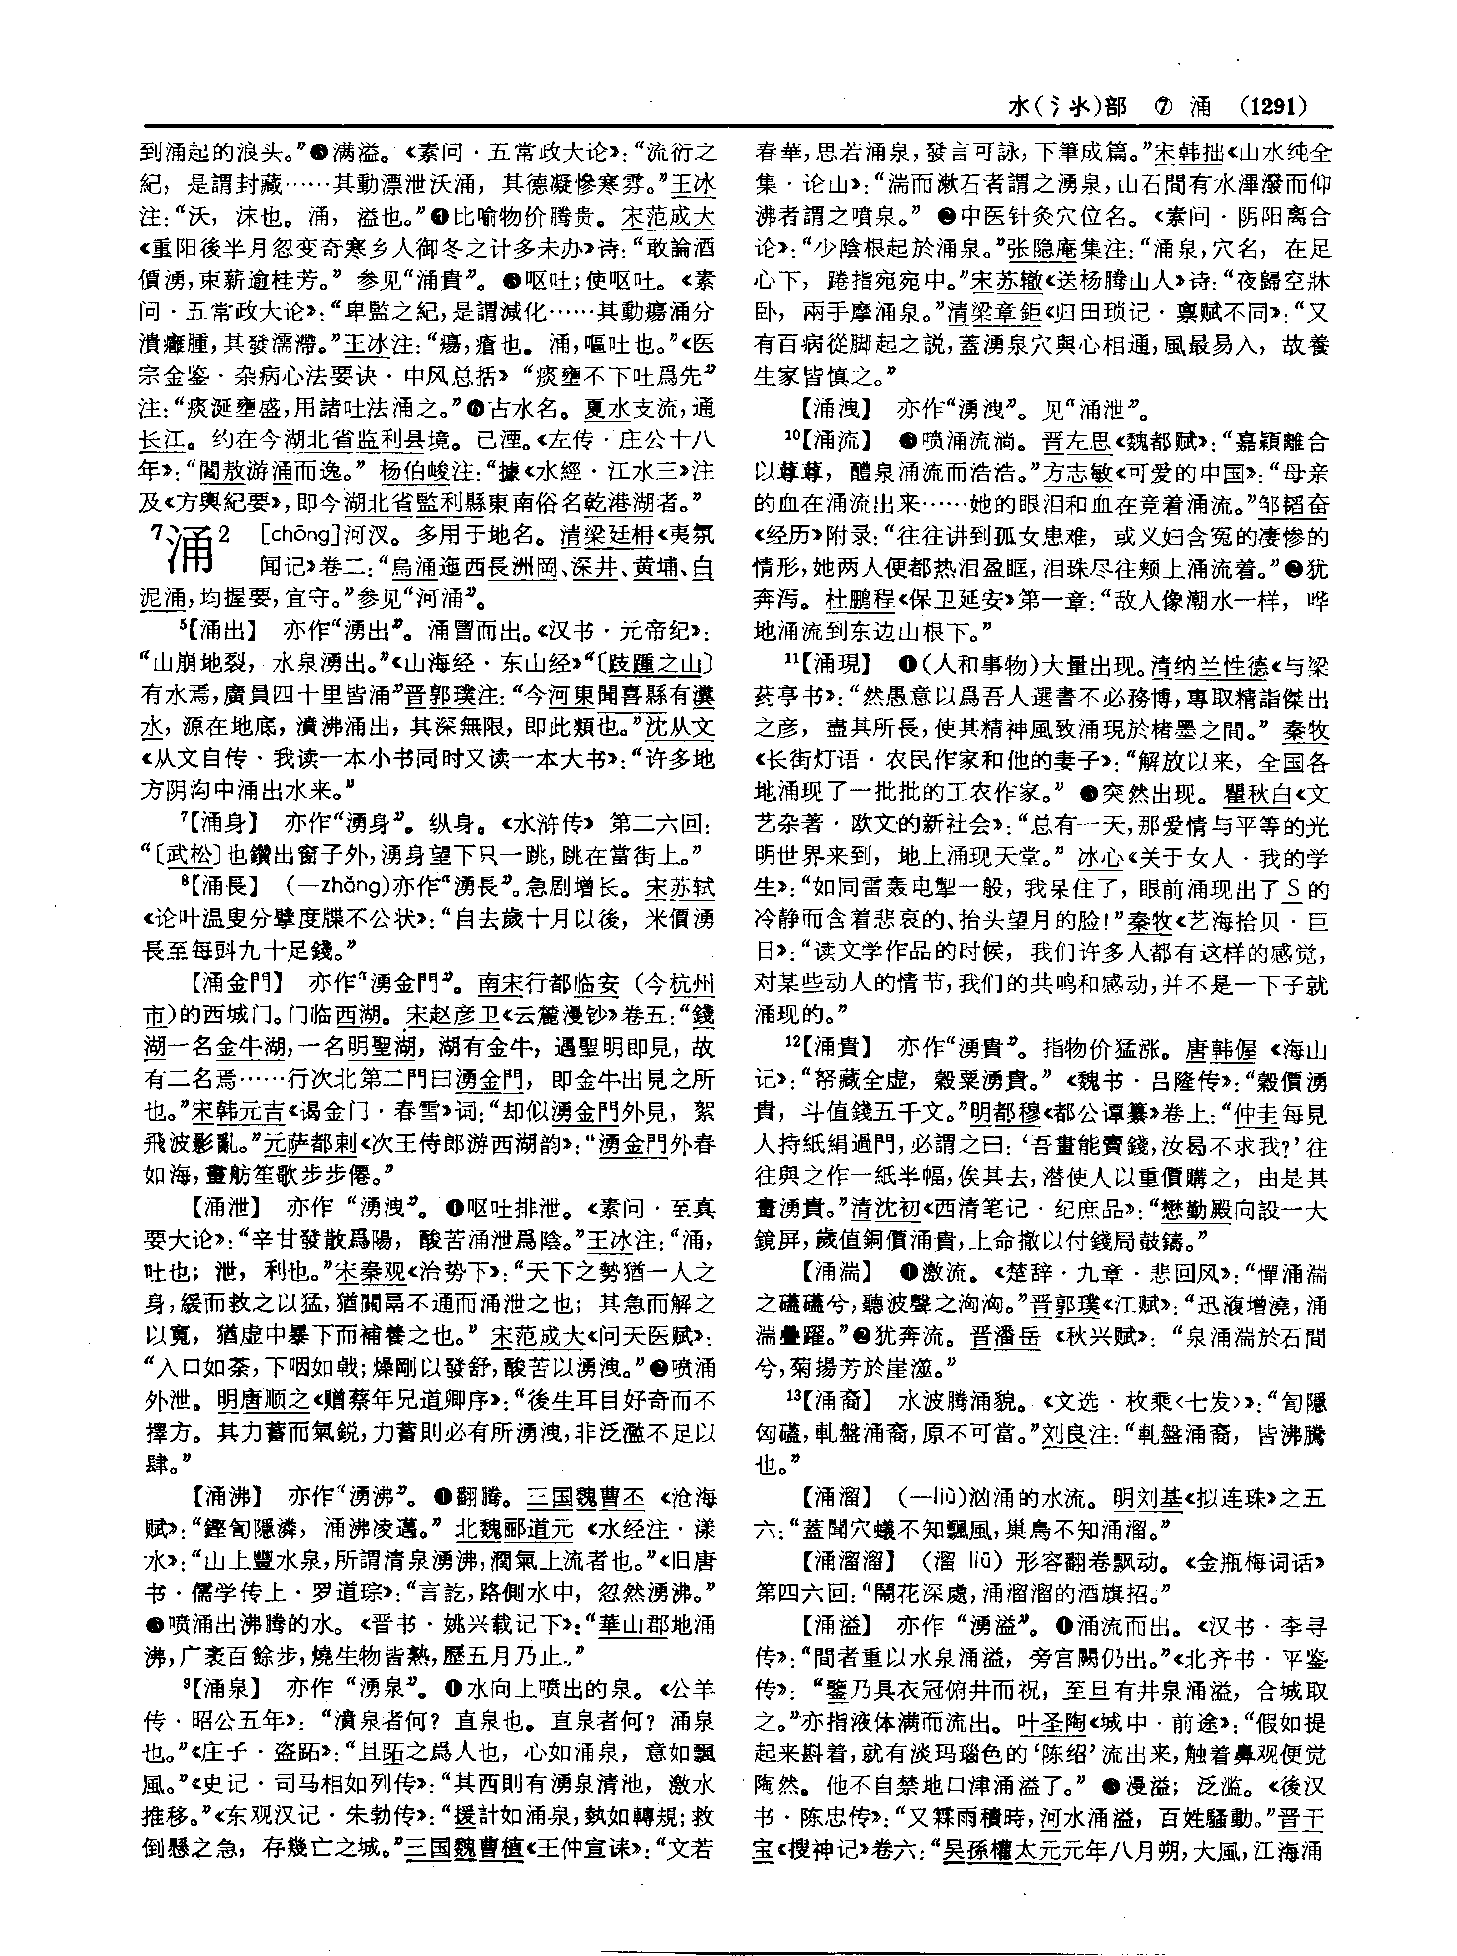 水(氵氺)部 ⑦ 涌 (1291)
到涌起的浪头。”❸满溢。《素问·五常政大论》:“流衍之
紀，是謂封藏……其動漂泄沃涌，其德凝慘寒雰。”王冰
注:“沃，沫也。涌，溢也。”❹比喻物价腾贵。宋范成大
《重阳後半月忽变奇寒乡人御冬之计多未办》诗:“敢論酒
價湧，束薪逾桂芳。”参见“涌貴”。❺呕吐;使呕吐。《素
问·五常政大论》:“卑監之紀，是謂減化……其動瘍涌分
潰癰腫，其發濡滯。”王冰注:“瘍，瘡也。涌，嘔吐也。”《医
宗金鉴·杂病心法要诀·中风总括》“痰壅不下吐爲先”
注:“痰涎壅盛，用諸吐法涌之。”❻古水名。夏水支流，通
长江。约在今湖北省监利县境。已湮。《左传·庄公十八
年》:“閻敖游涌而逸。”杨伯峻注:“據《水經·江水三》注
及《方輿紀要》，即今湖北省監利縣東南俗名乾港湖者。”
7涌2 [chōng]河汊。多用于地名。清梁廷枏《夷氛
闻记》卷二:“烏涌迤西長洲岡、深井、黄埔、白
泥涌，均握要，宜守。”参见“河涌”。
5【涌出】 亦作“湧出”。涌冒而出。《汉书·元帝纪》:
“山崩地裂，水泉湧出。”《山海经·东山经》“〔跂踵之山〕
有水焉，廣員四十里皆涌”晋郭璞注:“今河東聞喜縣有瀵
水，源在地底，濆沸涌出，其深無限，即此類也。”沈从文
《从文自传·我读一本小书同时又读一本大书》:“许多地
方阴沟中涌出水来。”
7【涌身】 亦作“湧身”。纵身。《水浒传》第二六回:
“〔武松〕也鑽出窗子外，湧身望下只一跳，跳在當街上。”
8【涌長】 (—zhǎng)亦作“湧長”。急剧增长。宋苏轼
《论叶温叟分擘度牒不公状》:“自去歲十月以後，米價湧
長至每㪷九十足錢。”
【涌金門】 亦作“湧金門”。南宋行都临安（今杭州
市)的西城门。门临西湖。宋赵彦卫《云麓漫钞》卷五:“錢
湖一名金牛湖，一名明聖湖，湖有金牛，遇聖明即見，故
有二名焉……行次北第二門曰湧金門，即金牛出見之所
也。”宋韩元吉《谒金门·春雪》词:“却似湧金門外見，絮
飛波影亂。”元萨都剌《次王侍郎游西湖韵》:“湧金門外春
如海，畫舫笙歌步步僊。”
【涌泄】 亦作“湧洩”。❶呕吐排泄。《素问·至真
要大论》:“辛甘發散爲陽，酸苦涌泄爲陰。”王冰注:“涌，
吐也；泄，利也。”宋秦观《治势下》:“天下之勢猶一人之
身，緩而救之以猛，猶關鬲不通而涌泄之也；其急而解之
以寬，猶虚中暴下而補養之也。”宋范成大《问天医赋》:
“入口如荼，下咽如戟;燥剛以發舒，酸苦以湧洩。”❷喷涌
外泄。明唐顺之《赠蔡年兄道卿序》:“後生耳目好奇而不
擇方。其力蓄而氣鋭，力蓄則必有所湧洩，非泛濫不足以
肆。”
【涌沸】 亦作“湧沸”。❶翻腾。三国魏曹丕《沧海
赋》:“鏗訇隱潾，涌沸凌邁。”北魏郦道元《水经注·漾
水》:“山上豐水泉，所謂清泉湧沸，潤氣上流者也。”《旧唐
书·儒学传上·罗道琮》:“言訖，路側水中，忽然湧沸。”
❷喷涌出沸腾的水。《晋书·姚兴载记下》:“華山郡地涌
沸，广袤百餘步，燒生物皆熟，歷五月乃止。”
9【涌泉】 亦作“湧泉”。❶水向上喷出的泉。《公羊
传·昭公五年》:“濆泉者何？直泉也。直泉者何？涌泉
也。”《庄子·盗跖》:“且跖之爲人也，心如涌泉，意如飄
風。”《史记·司马相如列传》:“其西則有湧泉清池，激水
推移。”《东观汉记·朱勃传》:“援計如涌泉，埶如轉規;救
倒懸之急，存幾亡之城。”三国魏曹植《王仲宣诔》:“文若
春華，思若涌泉，發言可詠，下筆成篇。”宋韩拙《山水纯全
集·论山》:“湍而漱石者謂之湧泉，山石間有水潬潑而仰
沸者謂之噴泉。”❷中医针灸穴位名。《素问·阴阳离合
论》:“少陰根起於涌泉。”张隐庵集注:“涌泉，穴名，在足
心下，踡指宛宛中。”宋苏辙《送杨腾山人》诗:“夜歸空牀
卧，兩手摩涌泉。”清梁章鉅《归田琐记·禀赋不同》:“又
有百病從脚起之説，蓋湧泉穴與心相通，風最易入，故養
生家皆慎之。”
【涌洩】 亦作“湧洩”。见“涌泄”。
10【涌流】 ❶喷涌流淌。晋左思《魏都赋》:“嘉穎離合
以蓴蓴，醴泉涌流而浩浩。”方志敏《可爱的中国》:“母亲
的血在涌流出来……她的眼泪和血在竞着涌流。”邹韬奋
《经历》附录:“往往讲到孤女患难，或义妇含冤的凄惨的
情形，她两人便都热泪盈眶，泪珠尽往颊上涌流着。”❷犹
奔泻。杜鹏程《保卫延安》第一章:“敌人像潮水一样，哗
地涌流到东边山根下。”
11【涌現】 ❶(人和事物)大量出现。清纳兰性德《与梁
药亭书》:“然愚意以爲吾人選書不必務博，專取精詣傑出
之彦，盡其所長，使其精神風致涌現於楮墨之間。”秦牧
《长街灯语·农民作家和他的妻子》:“解放以来，全国各
地涌现了一批批的工农作家。”❷突然出现。瞿秋白《文
艺杂著·欧文的新社会》:“总有一天，那爱情与平等的光
明世界来到，地上涌现天堂。”冰心《关于女人·我的学
生》:“如同雷轰电掣一般，我呆住了，眼前涌现出了S的
冷静而含着悲哀的、抬头望月的脸!”秦牧《艺海拾贝·巨
日》:“读文学作品的时候，我们许多人都有这样的感觉，
对某些动人的情节，我们的共鸣和感动，并不是一下子就
涌现的。”
12【涌貴】 亦作“湧貴”。指物价猛涨。唐韩偓《海山
记》:“帑藏全虚，穀粟湧貴。”《魏书·吕隆传》:“穀價湧
貴，斗值錢五千文。”明都穆《都公谭纂》卷上:“仲圭每見
人持紙絹過門，必謂之曰:‘吾畫能賣錢，汝曷不求我?’往
往與之作一紙半幅，俟其去，潜使人以重價購之，由是其
畫湧貴。”清沈初《西清笔记·纪庶品》:“懋勤殿向設一大
鏡屏，歲值銅價涌貴，上命撤以付錢局鼓鑄。”
【涌湍】 ❶激流。《楚辞·九章·悲回风》:“憚涌湍
之礚礚兮，聽波聲之洶洶。”晋郭璞《江赋》:“迅澓增澆，涌
湍疊躍。”❷犹奔流。晋潘岳《秋兴赋》:“泉涌湍於石間
兮，菊揚芳於崖澨。”
13【涌裔】 水波腾涌貌。《文选·枚乘〈七发〉》:“訇隱
匈礚，軋盤涌裔，原不可當。”刘良注:“軋盤涌裔，皆沸騰
也。”
【涌溜】 (—liù)汹涌的水流。明刘基《拟连珠》之五
六:“蓋聞穴蟻不知飄風，巢鳥不知涌溜。”
【涌溜溜】 (溜 liū) 形容翻卷飘动。《金瓶梅词话》
第四六回:“鬧花深處，涌溜溜的酒旗招。”
【涌溢】 亦作“湧溢”。❶涌流而出。《汉书·李寻
传》:“間者重以水泉涌溢，旁宫闕仍出。”《北齐书·平鉴
传》:“鑒乃具衣冠俯井而祝，至旦有井泉涌溢，合城取
之。”亦指液体满而流出。叶圣陶《城中·前途》:“假如提
起来斟着，就有淡玛瑙色的‘陈绍’流出来，触着鼻观便觉
陶然。他不自禁地口津涌溢了。”❷漫溢；泛滥。《後汉
书·陈忠传》:“又霖雨積時，河水涌溢，百姓騷動。”晋干
宝《搜神记》卷六:“吴孫權太元元年八月朔，大風，江海涌